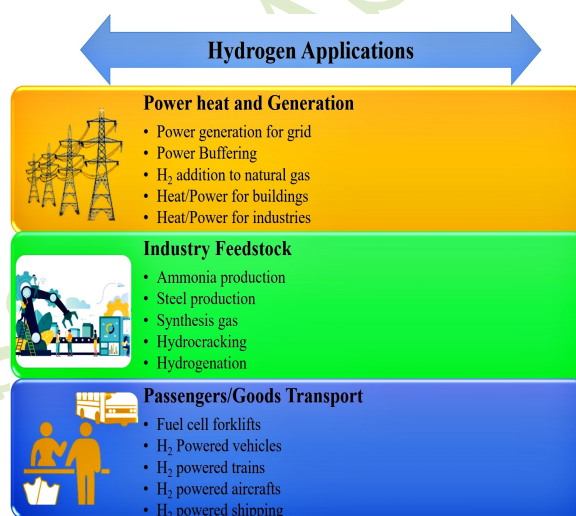 Hydrogen Applications
Power heat and Generation
• Power generation for grid
• Power Buffering
• H₂ addition to natural gas
• Heat/Power for buildings
• Heat/Power for industries
Industry Feedstock
• Ammonia production
• Steel production
• Synthesis gas
• Hydrocracking
• Hydrogenation
Passengers/Goods Transport
• Fuel cell forklifts
• H₂ Powered vehicles
• H₂ powered trains
• H₂ powered aircrafts
• H₂ powered shipping